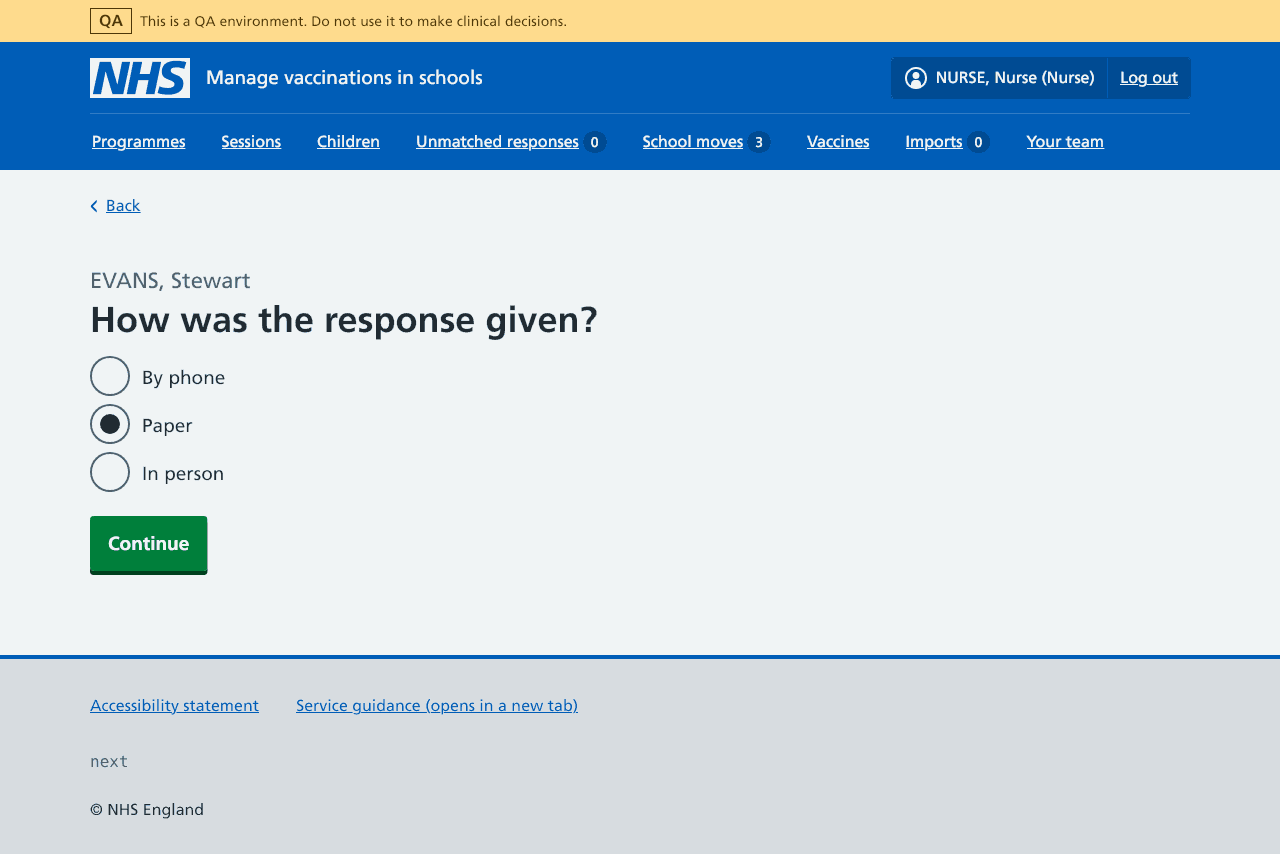 QA This is a QA environment. Do not use it to make clinical decisions.
NHS Manage vaccinations in schools NURSE, Nurse (Nurse) Log out
Programmes Sessions Children Unmatched responses 0 School moves 3 Vaccines Imports 0 Your team
Back
EVANS, Stewart
How was the response given?
By phone
Paper
In person
Continue
Accessibility statement Service guidance (opens in a new tab)
next
© NHS England